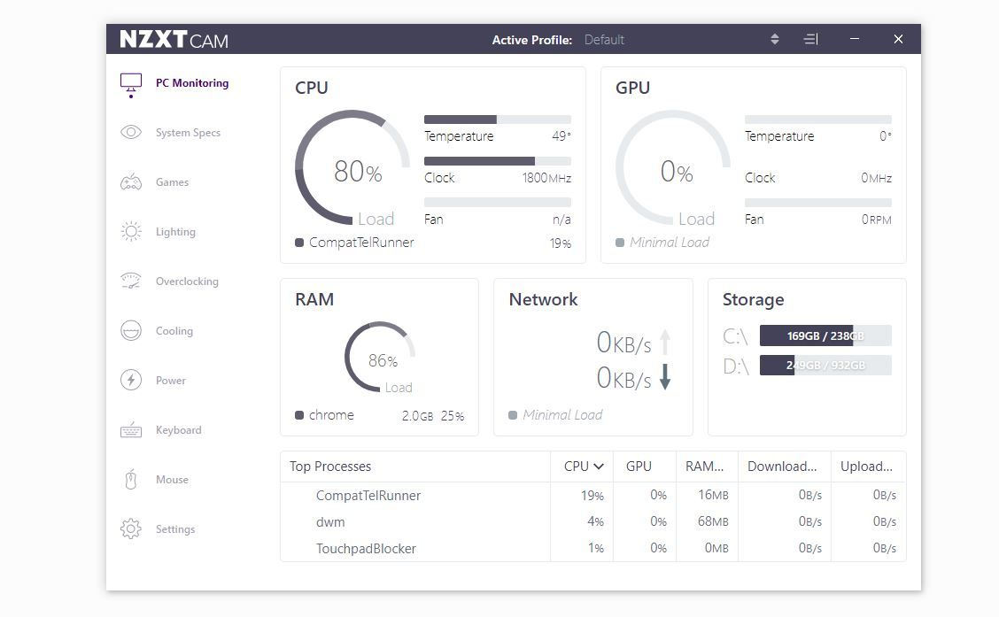 NZXT CAM
Active Profile: Default
PC Monitoring
System Specs
Games
Lighting
Overclocking
Cooling
Power
Keyboard
Mouse
Settings
CPU
80%
Load
Temperature 49°
Clock 1800MHz
Fan n/a
CompatTelRunner 19%
GPU
0%
Load
Temperature 0°
Clock 0MHz
Fan 0RPM
Minimal Load
RAM
86%
Load
chrome 2.0GB 25%
Network
0KB/s
0KB/s
Minimal Load
Storage
C:\ 169GB / 238GB
D:\ 249GB / 932GB
Top Processes CPU GPU RAM... Download... Upload...
CompatTelRunner 19% 0% 16MB 0B/s 0B/s
dwm 4% 0% 68MB 0B/s 0B/s
TouchpadBlocker 1% 0% 0MB 0B/s 0B/s